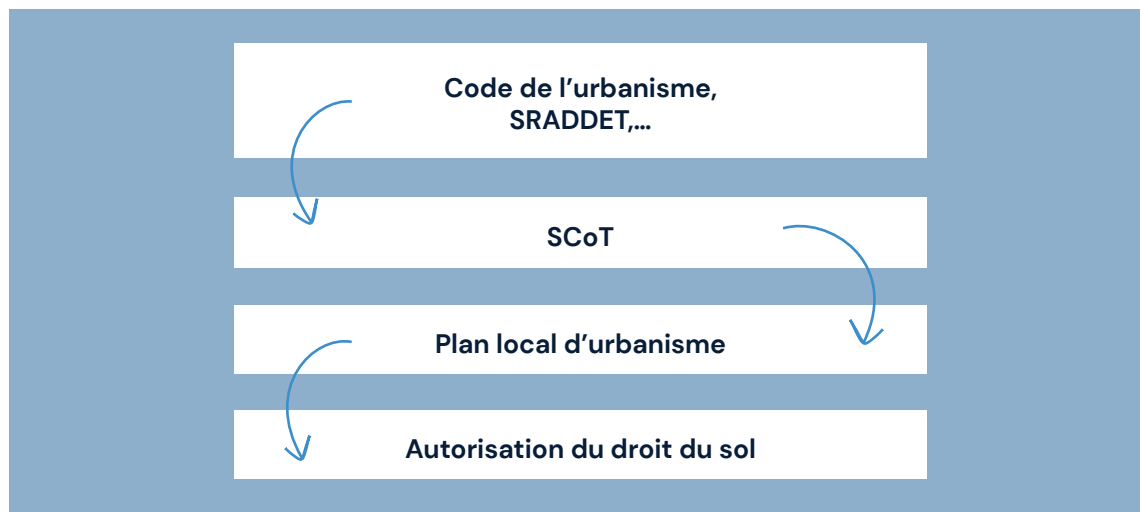 Code de l’urbanisme,
SRADDET,...
SCoT
Plan local d’urbanisme
Autorisation du droit du sol